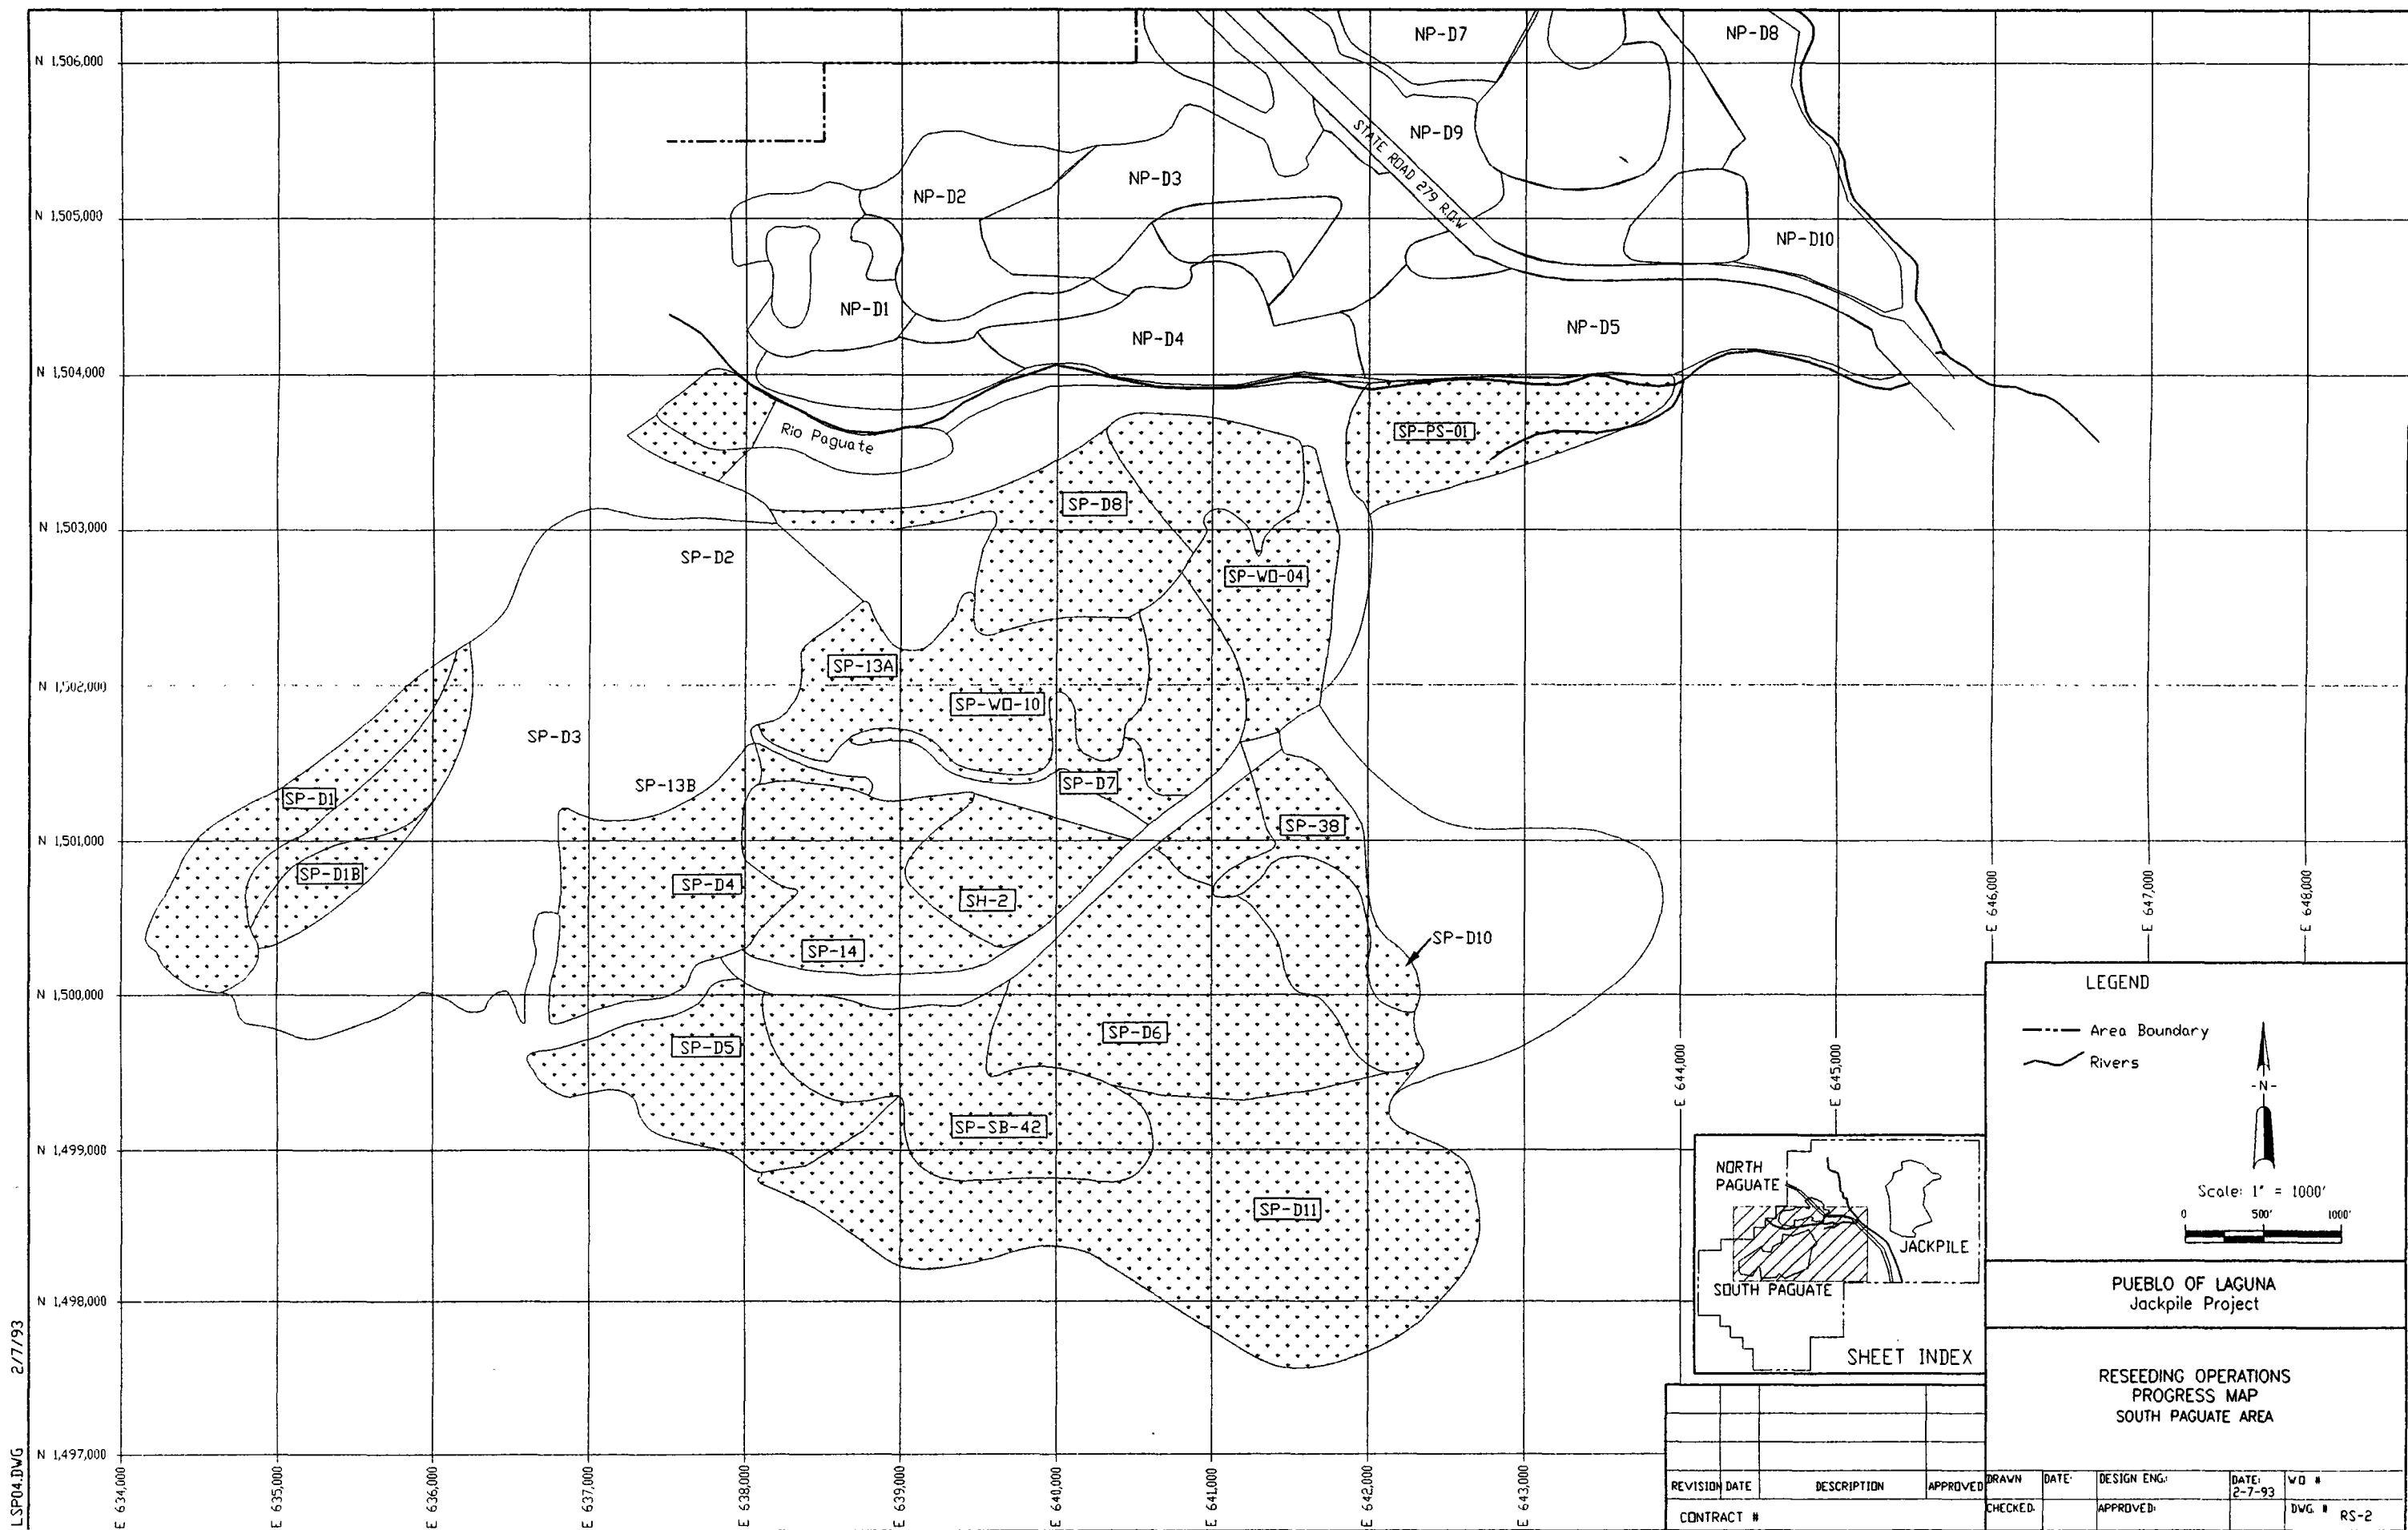 NP-D7
NP-D8
N 1,506,000
NP-D9
STATE ROAD 279 R.O.W
NP-D3
NP-D2
N 1,505,000
NP-D10
NP-D1
NP-D5
NP-D4
N 1,504,000
Rio Paguate
SP-PS-01
SP-D8
N 1,503,000
SP-D2
SP-WO-04
SP-13A
N 1,502,000
SP-WO-10
SP-D3
SP-13B
SP-D7
SP-D1
SP-38
N 1,501,000
SP-D1B
SP-D4
SH-2
SP-14
SP-D10
N 1,500,000
SP-D6
SP-D5
SP-SB-42
N 1,499,000
SP-D11
N 1,498,000
N 1,497,000
E 634,000
E 635,000
E 636,000
E 637,000
E 638,000
E 639,000
E 640,000
E 641,000
E 642,000
E 643,000
E 644,000
E 645,000
E 646,000
E 647,000
E 648,000
LSP04.DWG 2/7/93
LEGEND
Area Boundary
Rivers
-N-
Scale: 1" = 1000'
0 500' 1000'
NORTH
PAGUATE
JACKPILE
SOUTH PAGUATE
SHEET INDEX
PUEBLO OF LAGUNA
Jackpile Project
RESEEDING OPERATIONS
PROGRESS MAP
SOUTH PAGUATE AREA
REVISION DATE DESCRIPTION APPROVED
CONTRACT #
DRAWN DATE: DESIGN ENG.: DATE: 2-7-93 WO #
CHECKED: APPROVED: DWG. # RS-2